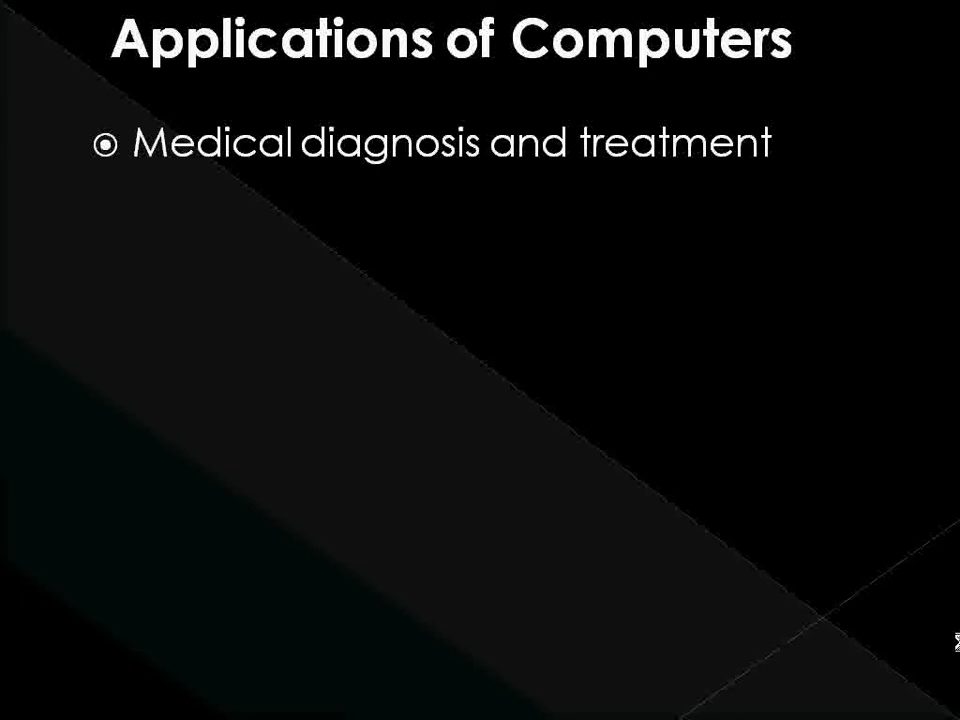 Applications of Computers
Medical diagnosis and treatment